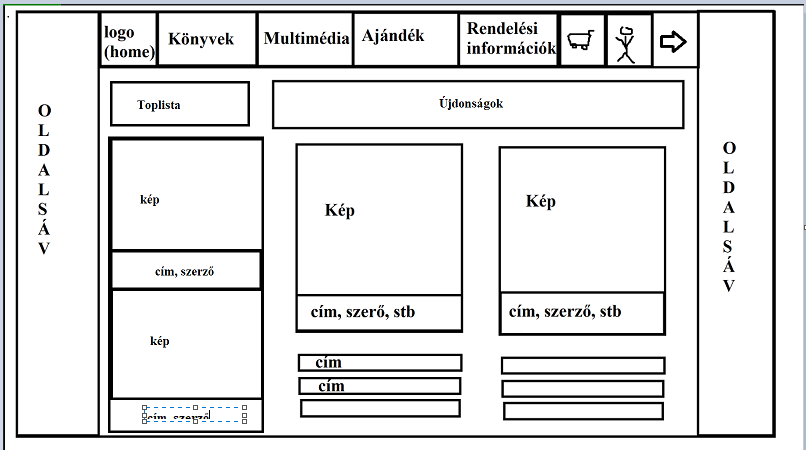 logo
(home)
Könyvek
Multimédia
Ajándék
Rendelési
információk
OLDALSÁV
Toplista
Újdonságok
OLDALSÁV
kép
Kép
Kép
cím, szerző
cím, szerő, stb
cím, szerző, stb
kép
cím
cím
cím, szerző